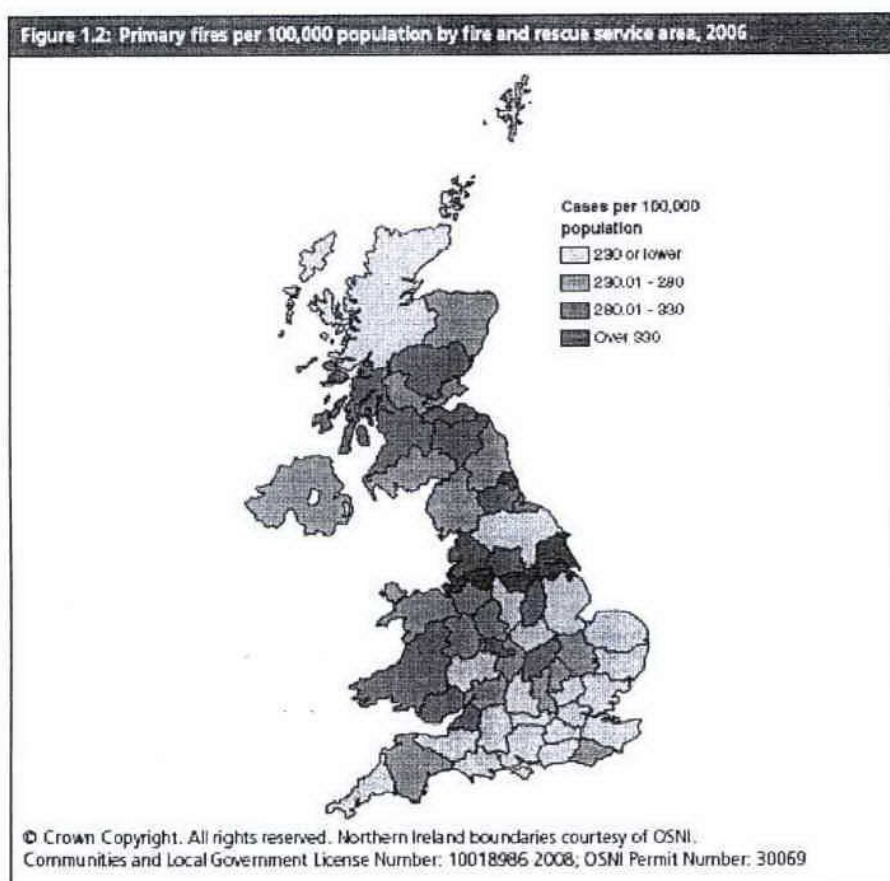 Figure 1.2: Primary fires per 100,000 population by fire and rescue service area, 2006
Cases per 100,000
population
230 or lower
230.01 - 280
280.01 - 330
Over 330
© Crown Copyright. All rights reserved. Northern Ireland boundaries courtesy of OSNI.
Communities and Local Government License Number: 10018986 2008; OSNI Permit Number: 30069